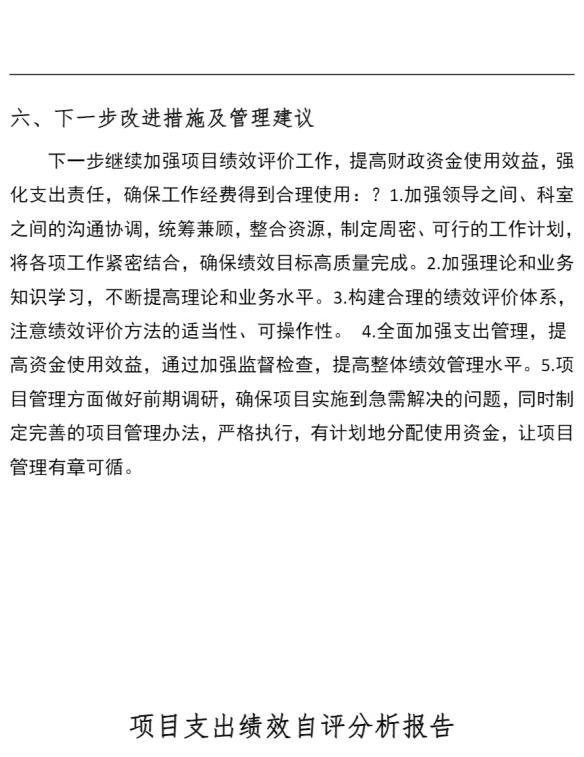 六、下一步改进措施及管理建议
下一步继续加强项目绩效评价工作，提高财政资金使用效益，强
化支出责任，确保工作经费得到合理使用：？1.加强领导之间、科室
之间的沟通协调，统筹兼顾，整合资源，制定周密、可行的工作计划，
将各项工作紧密结合，确保绩效目标高质量完成。2.加强理论和业务
知识学习，不断提高理论和业务水平。3.构建合理的绩效评价体系，
注意绩效评价方法的适当性、可操作性。 4.全面加强支出管理，提
高资金使用效益，通过加强监督检查，提高整体绩效管理水平。5.项
目管理方面做好前期调研，确保项目实施到急需解决的问题，同时制
定完善的项目管理办法，严格执行，有计划地分配使用资金，让项目
管理有章可循。
项目支出绩效自评分析报告